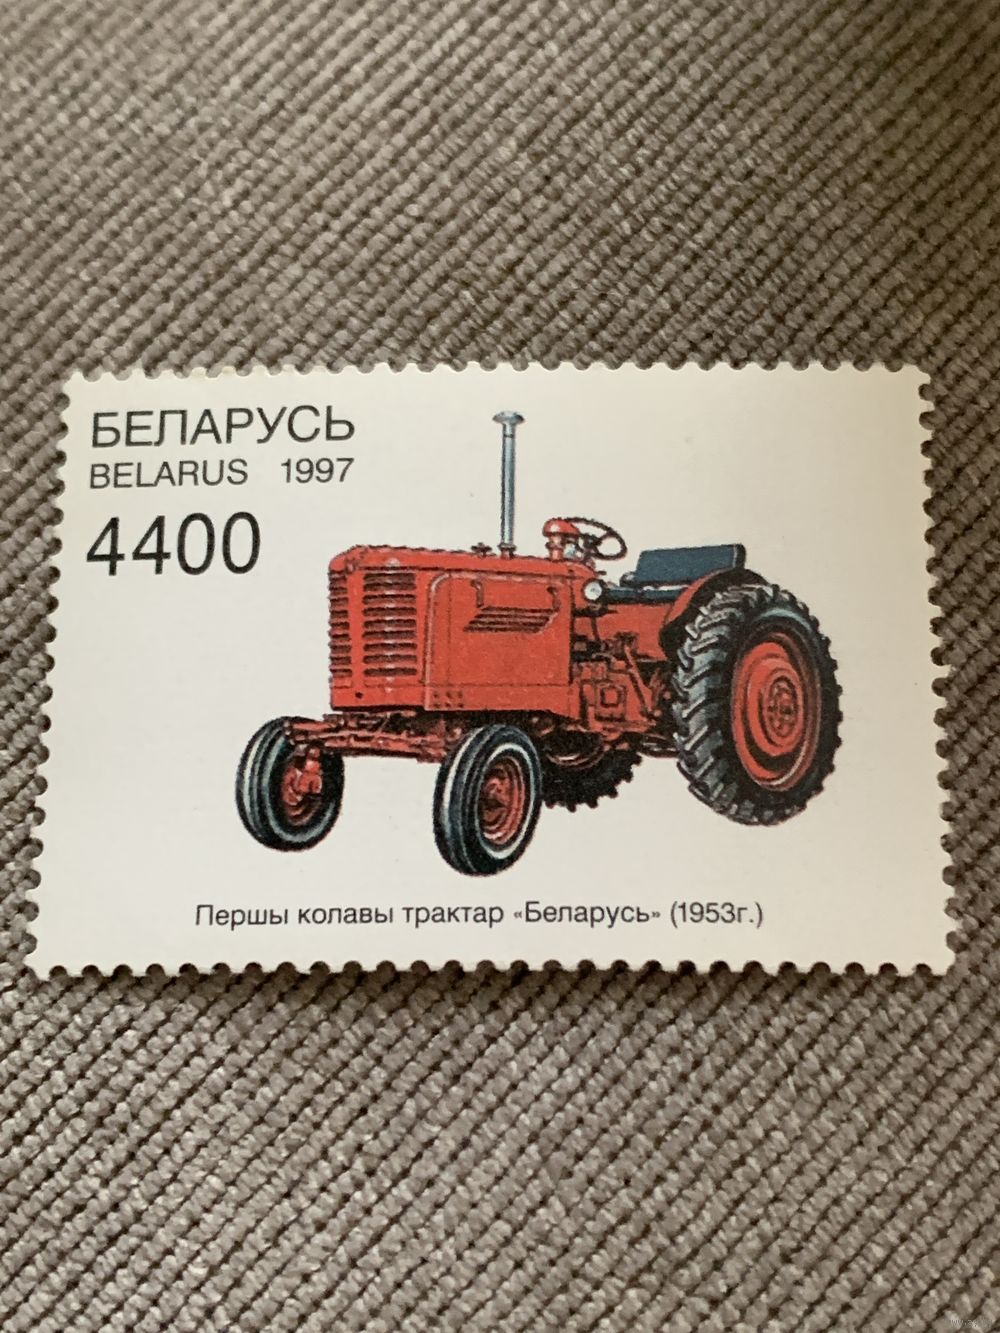 БЕЛАРУСЬ
BELARUS 1997
4400
Першы колавы трактар «Беларусь» (1953г.)